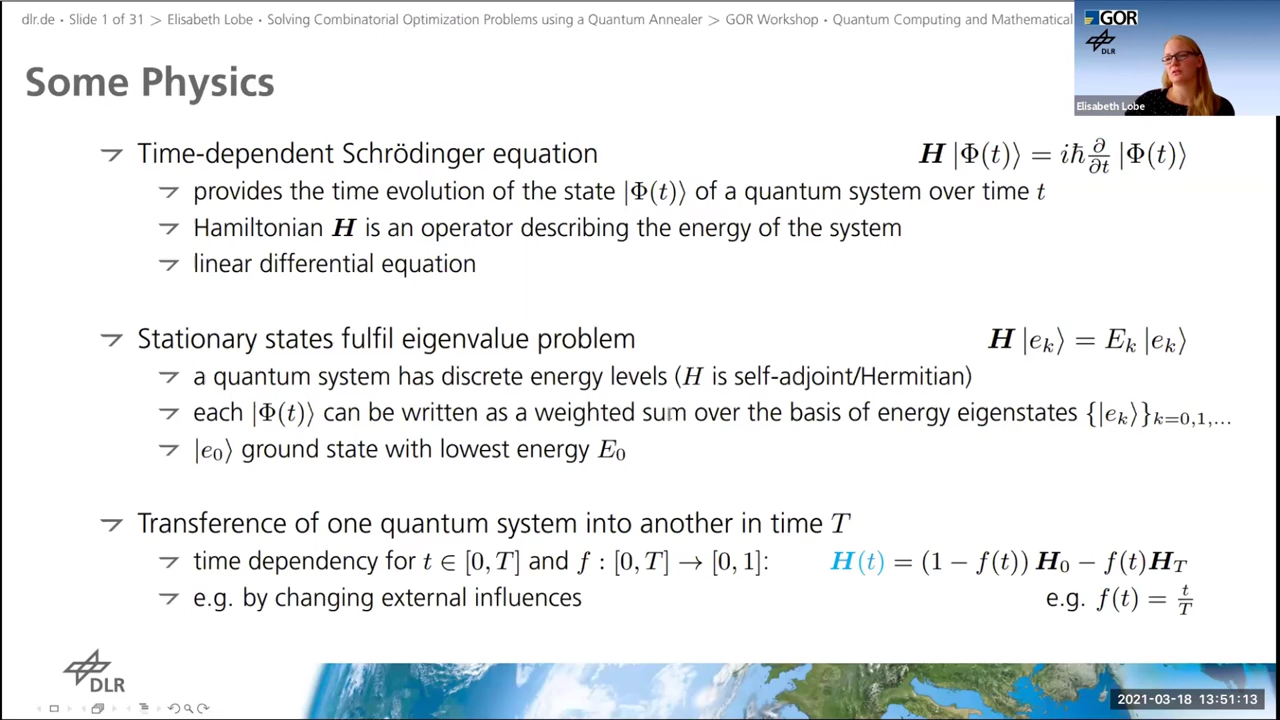 dlr.de · Slide 1 of 31 > Elisabeth Lobe · Solving Combinatorial Optimization Problems using a Quantum Annealer > GOR Workshop · Quantum Computing and Mathematical
GOR
DLR
Elisabeth Lobe
Some Physics
Time-dependent Schrödinger equation H |Φ(t)⟩ = iℏ ∂/∂t |Φ(t)⟩
provides the time evolution of the state |Φ(t)⟩ of a quantum system over time t
Hamiltonian H is an operator describing the energy of the system
linear differential equation
Stationary states fulfil eigenvalue problem H |e_k⟩ = E_k |e_k⟩
a quantum system has discrete energy levels (H is self-adjoint/Hermitian)
each |Φ(t)⟩ can be written as a weighted sum over the basis of energy eigenstates {|e_k⟩}_{k=0,1,...}
|e_0⟩ ground state with lowest energy E_0
Transference of one quantum system into another in time T
time dependency for t ∈ [0, T] and f : [0, T] → [0, 1]: H(t) = (1 − f(t)) H_0 − f(t)H_T
e.g. by changing external influences e.g. f(t) = t/T
DLR
2021-03-18 13:51:13